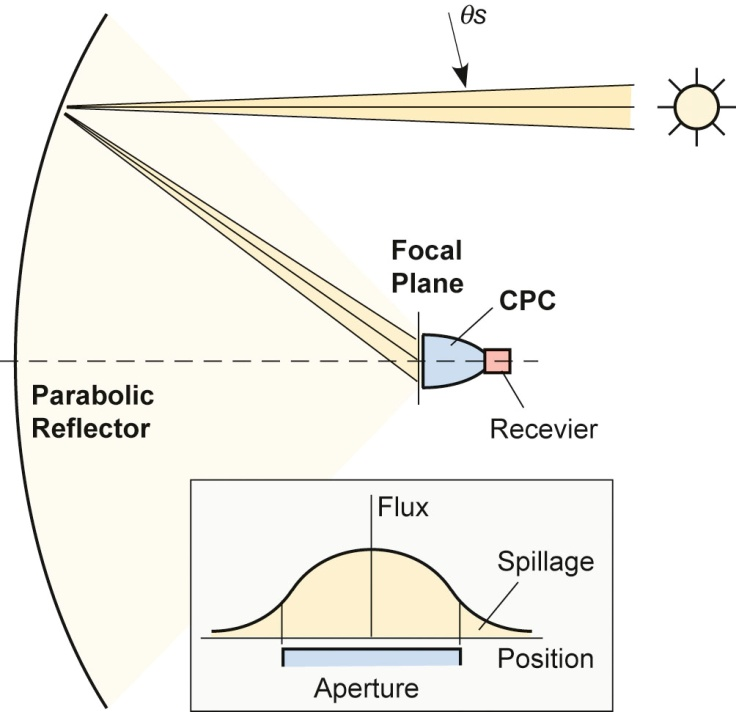 θs
Focal
Plane
CPC
Parabolic
Reflector
Recevier
Flux
Spillage
Position
Aperture